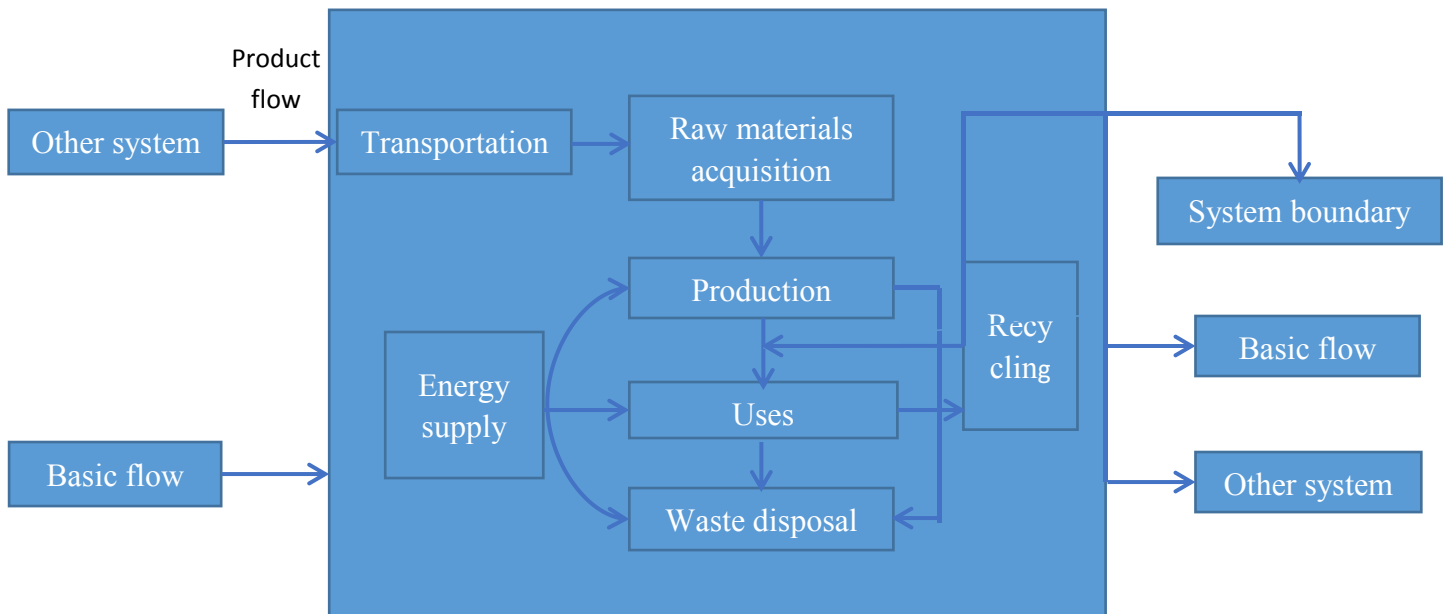 Product
flow
Other system
Transportation
Raw materials
acquisition
System boundary
Production
Recy
cling
Basic flow
Energy
supply
Uses
Basic flow
Other system
Waste disposal